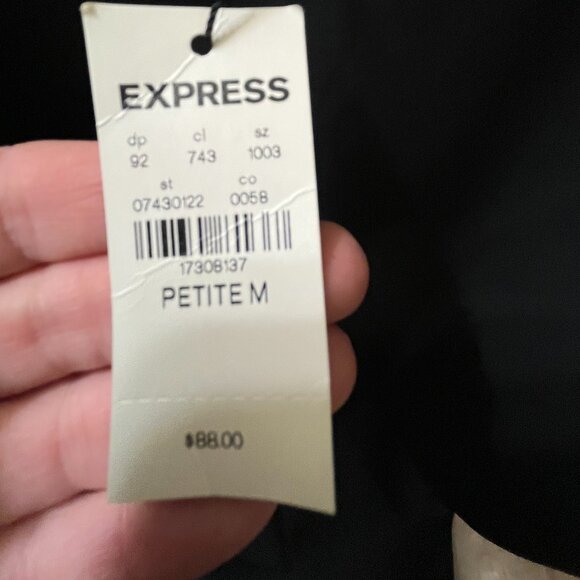 EXPRESS
dp cl sz
92 743 1003
st co
07430122 0058
17308137
PETITE M
$88.00